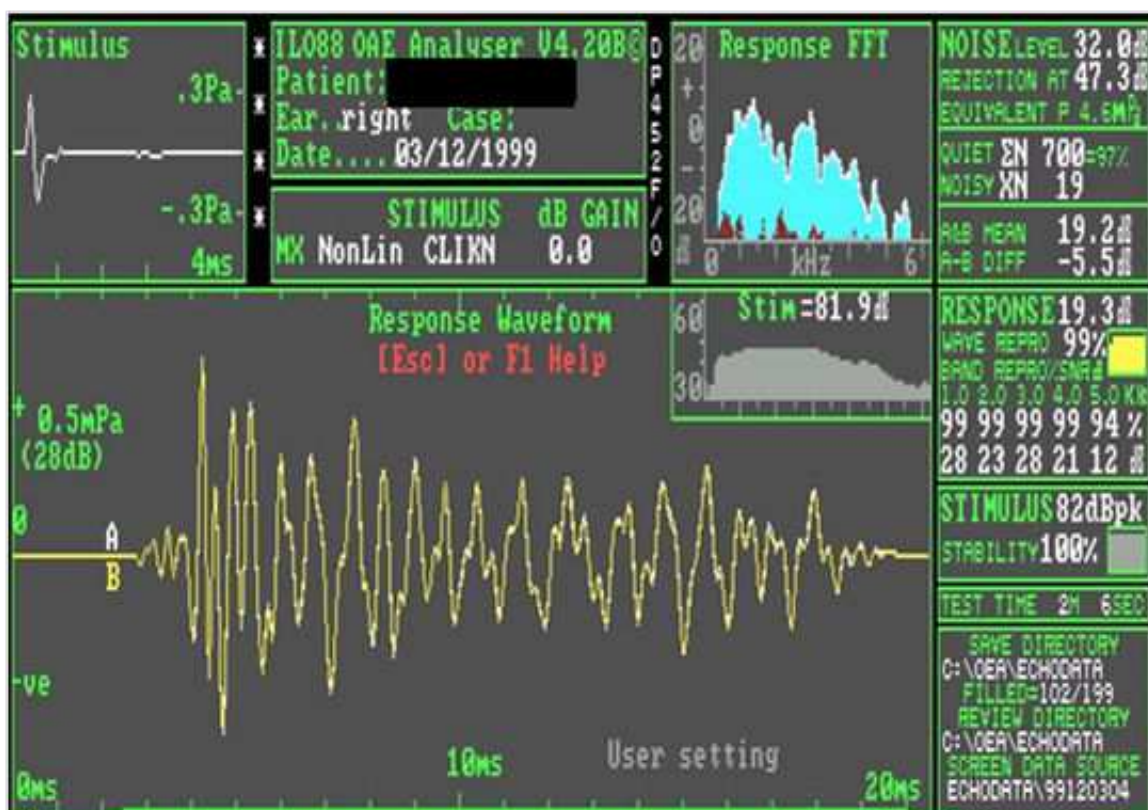 Stimulus
.3Pa-
-.3Pa-
4ms
*
*
*
*
ILO88 OAE Analyser V4.20B©
Patient:
Ear..right Case:
Date....03/12/1999
STIMULUS dB GAIN
MX NonLin CLIKN 0.0
DP452F/0
20
+
0
-
20
dB
Response FFT
0 kHz 6
NOISE LEVEL 32.0dB
REJECTION AT 47.3dB
EQUIVALENT P 4.6MPa
QUIET ΣN 700=97%
NOISY XN 19
A&B MEAN 19.2dB
A-B DIFF -5.5dB
Response Waveform
[Esc] or F1 Help
+ 0.5mPa
(28dB)
0
A
B
-ve
0ms
10ms
User setting
20ms
60
30
Stim=81.9dB
RESPONSE 19.3dB
WAVE REPRO 99%
BAND REPRO%SNR dB
1.0 2.0 3.0 4.0 5.0 KHz
99 99 99 99 94 %
28 23 28 21 12 dB
STIMULUS 82dBpk
STABILITY 100%
TEST TIME 2M 6SEC
SAVE DIRECTORY
C:\OEA\ECHODATA
FILLED=102/199
REVIEW DIRECTORY
C:\OEA\ECHODATA
SCREEN DATA SOURCE
ECHODATA\99120304